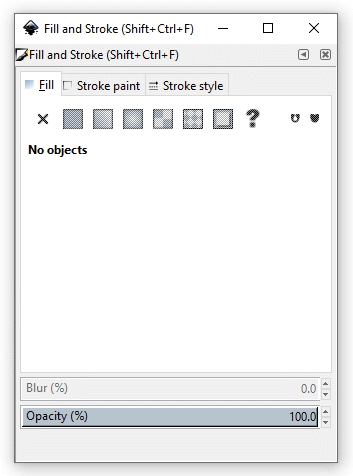 Fill and Stroke (Shift+Ctrl+F)
Fill and Stroke (Shift+Ctrl+F)
Fill Stroke paint Stroke style
?
No objects
Blur (%) 0.0
Opacity (%) 100.0